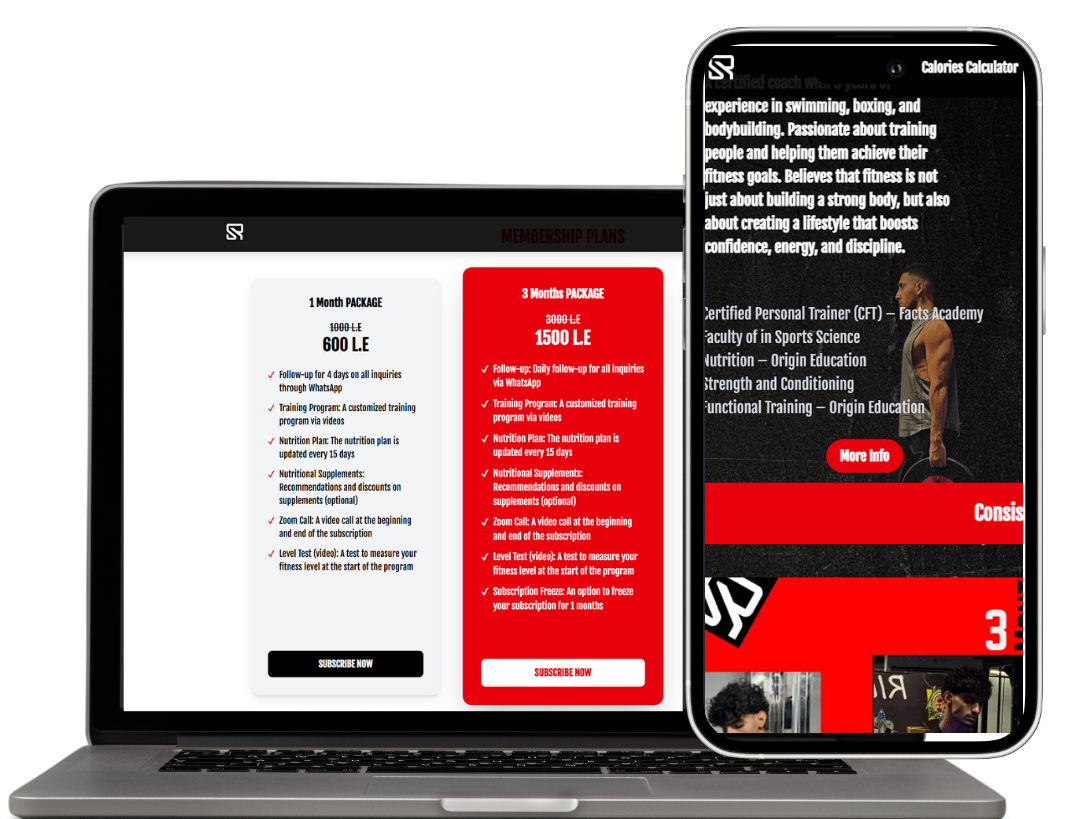 MEMBERSHIP PLANS
1 Month PACKAGE
1000 L.E
600 L.E
✓ Follow-up for 4 days on all inquiries
through WhatsApp
✓ Training Program: A customized training
program via videos
✓ Nutrition Plan: The nutrition plan is
updated every 15 days
✓ Nutritional Supplements:
Recommendations and discounts on
supplements (optional)
✓ Zoom Call: A video call at the beginning
and end of the subscription
✓ Level Test (video): A test to measure your
fitness level at the start of the program
SUBSCRIBE NOW
3 Months PACKAGE
3000 L.E
1500 L.E
✓ Follow-up: Daily follow-up for all inquiries
via WhatsApp
✓ Training Program: A customized training
program via videos
✓ Nutrition Plan: The nutrition plan is
updated every 15 days
✓ Nutritional Supplements:
Recommendations and discounts on
supplements (optional)
✓ Zoom Call: A video call at the beginning
and end of the subscription
✓ Level Test (video): A test to measure your
fitness level at the start of the program
✓ Subscription Freeze: An option to freeze
your subscription for 1 months
SUBSCRIBE NOW
SR
Calories Calculator
A certified coach with 6 years of
experience in swimming, boxing, and
bodybuilding. Passionate about training
people and helping them achieve their
fitness goals. Believes that fitness is not
just about building a strong body, but also
about creating a lifestyle that boosts
confidence, energy, and discipline.
Certified Personal Trainer (CFT) – Facts Academy
Faculty of in Sports Science
Nutrition – Origin Education
Strength and Conditioning
Functional Training – Origin Education
More Info
Consis
3